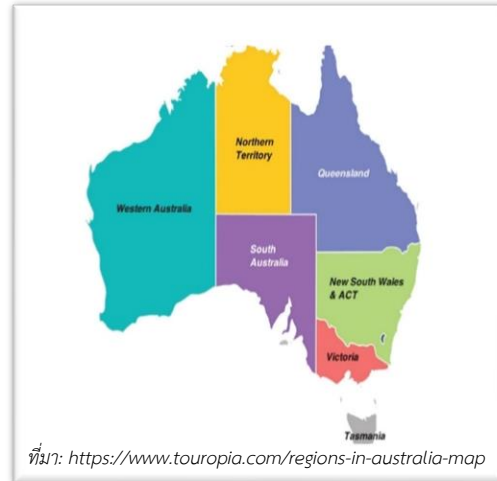 Northern
Territory
Queensland
Western Australia
South
Australia
New South Wales
& ACT
Victoria
Tasmania
ที่มา: https://www.touropia.com/regions-in-australia-map